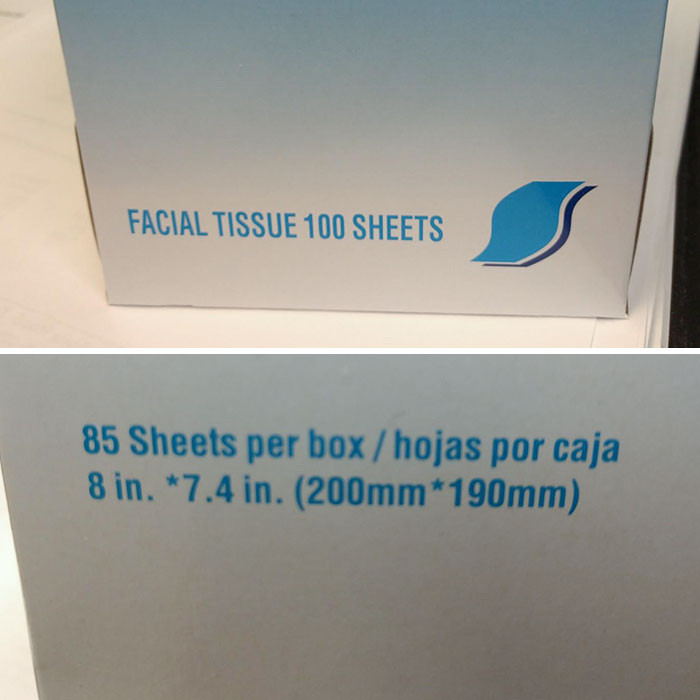 FACIAL TISSUE 100 SHEETS
85 Sheets per box / hojas por caja
8 in. *7.4 in. (200mm*190mm)